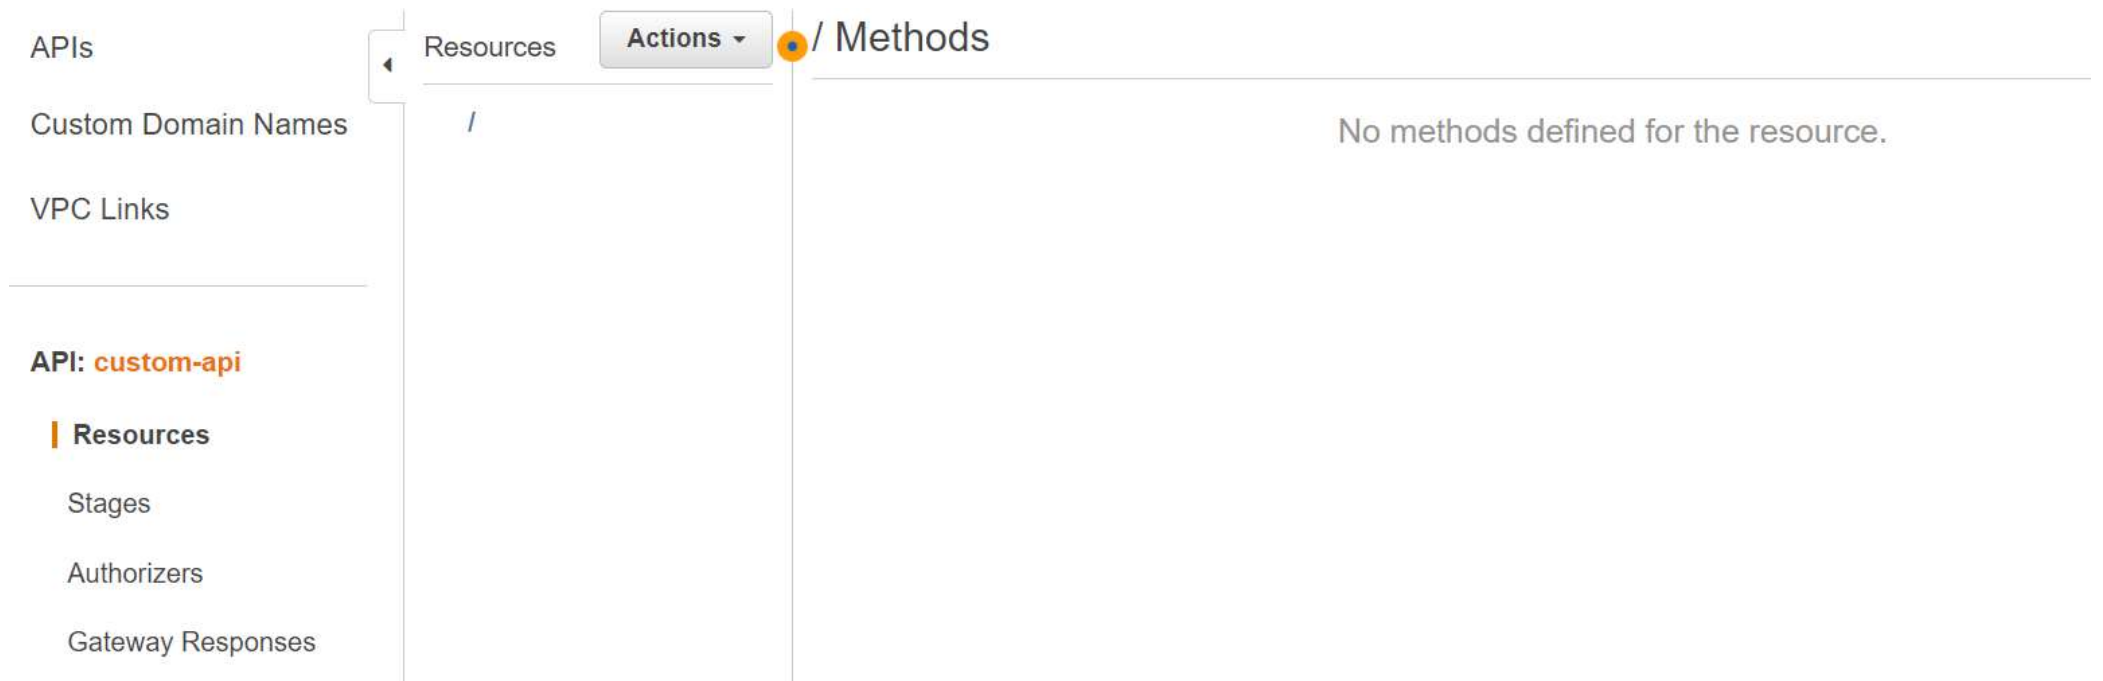 APIs
Custom Domain Names
VPC Links
API: custom-api
Resources
Stages
Authorizers
Gateway Responses
Resources
Actions
/
/ Methods
No methods defined for the resource.